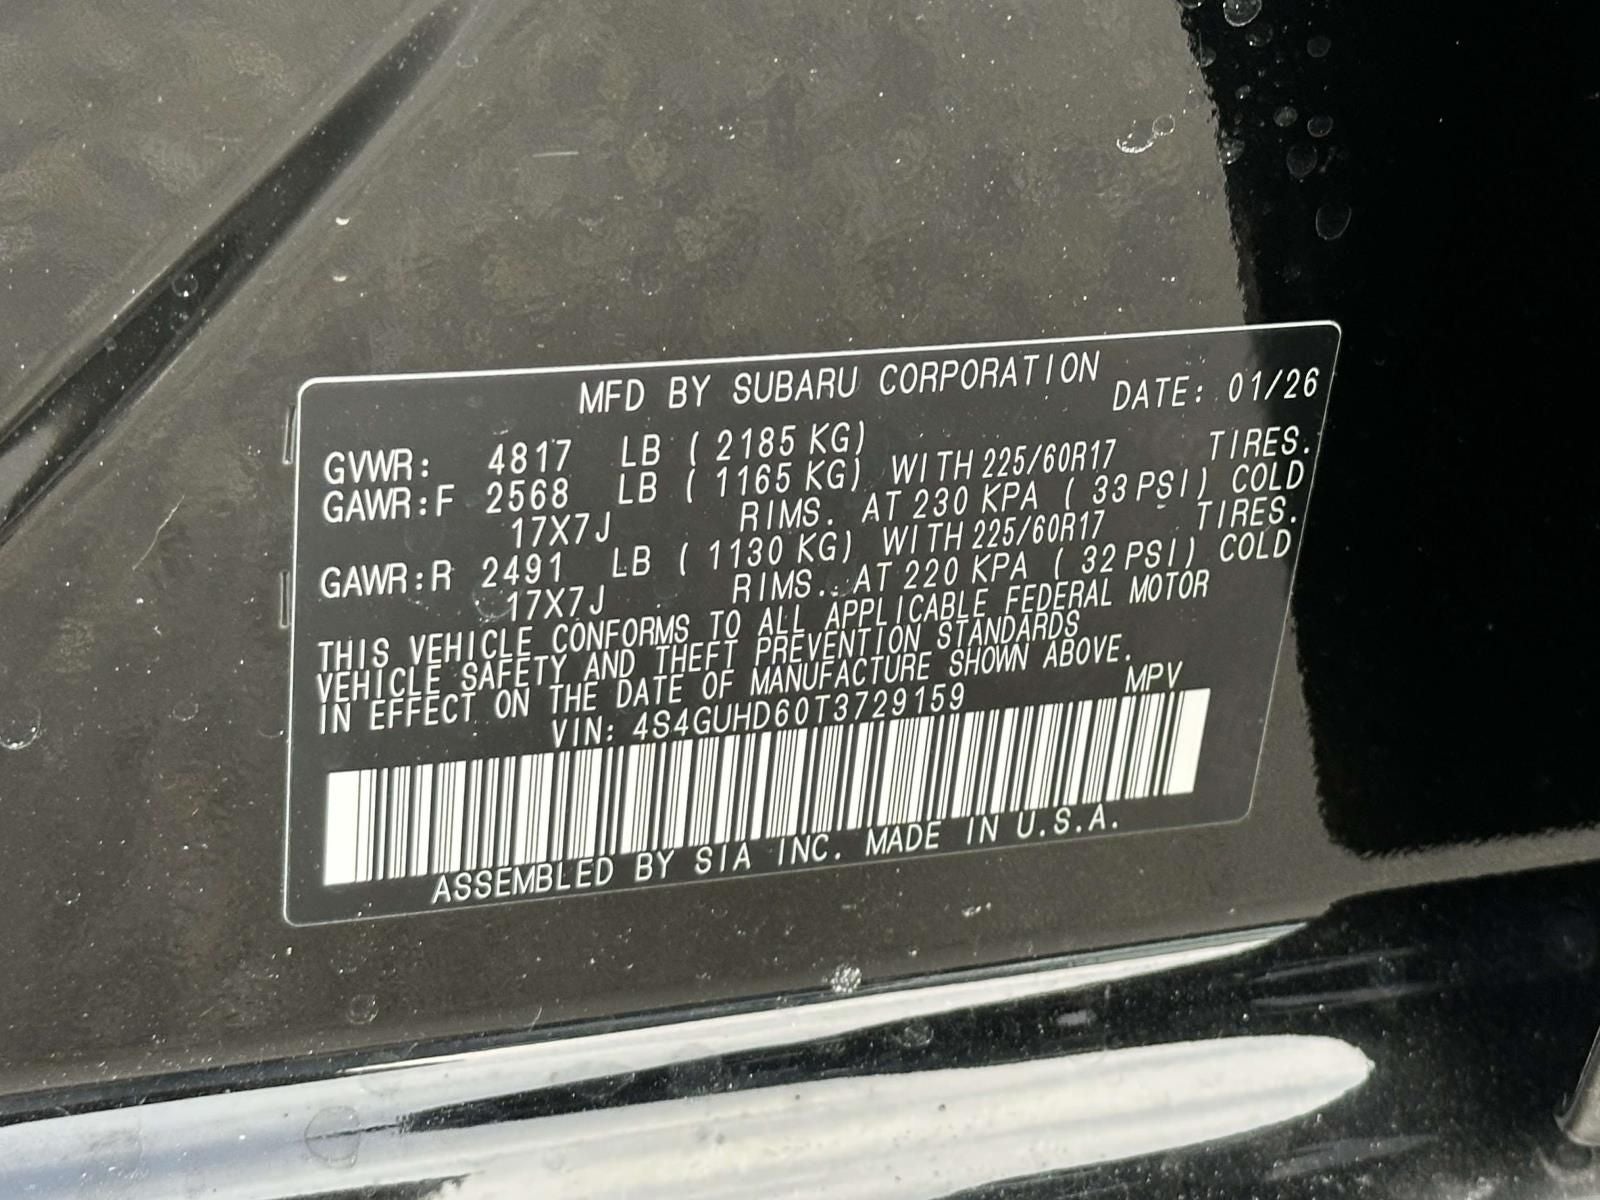 MFD BY SUBARU CORPORATION DATE: 01/26
GVWR: 4817 LB ( 2185 KG)
GAWR:F 2568 LB ( 1165 KG) WITH 225/60R17 TIRES.
17X7J RIMS. AT 230 KPA ( 33 PSI) COLD
GAWR:R 2491 LB ( 1130 KG) WITH 225/60R17 TIRES.
17X7J RIMS. AT 220 KPA ( 32 PSI) COLD
THIS VEHICLE CONFORMS TO ALL APPLICABLE FEDERAL MOTOR
VEHICLE SAFETY AND THEFT PREVENTION STANDARDS
IN EFFECT ON THE DATE OF MANUFACTURE SHOWN ABOVE.
VIN: 4S4GUHD60T3729159 MPV
ASSEMBLED BY SIA INC. MADE IN U.S.A.